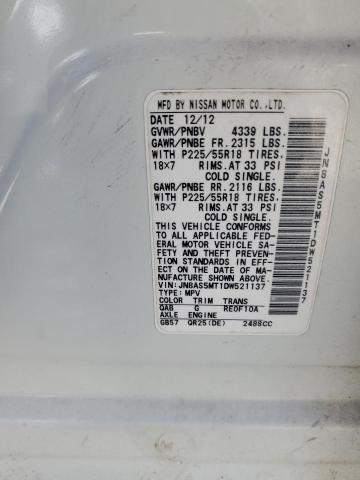 MFD BY NISSAN MOTOR CO.,LTD.
DATE 12/12
GVWR/PNBV 4339 LBS.
GAWR/PNBE FR. 2315 LBS.
WITH P225/55R18 TIRES,
18x7 RIMS.AT 33 PSI
COLD SINGLE.
GAWR/PNBE RR. 2116 LBS.
WITH P225/55R18 TIRES,
18x7 RIMS.AT 33 PSI
COLD SINGLE.
THIS VEHICLE CONFORMS
TO ALL APPLICABLE FED-
ERAL MOTOR VEHICLE SA-
FETY AND THEFT PREV-
ENTION STANDARDS IN EFF-
ECT ON THE DATE OF MA-
NUFACTURE SHOWN ABOVE.
VIN: JN8AS5MT1DW521137
TYPE: MPV
COLOR TRIM TRANS
QAB G RE0F10A
AXLE ENGINE
GB57 QR25(DE) 2488CC
JN8AS5MT1DW521137